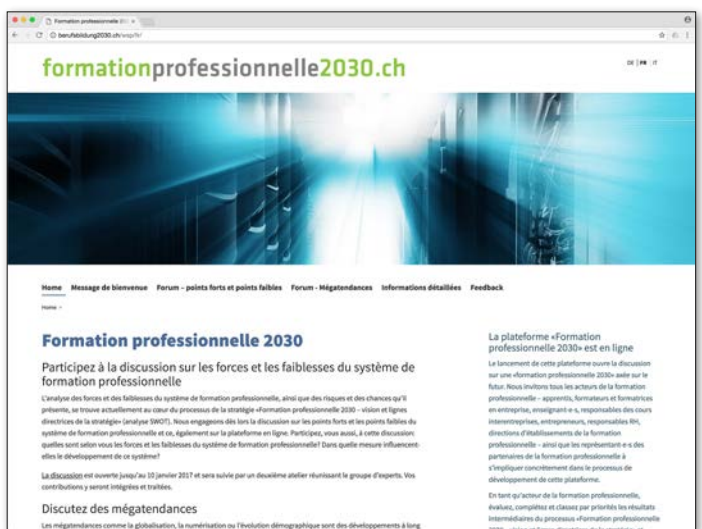 Formation professionnelle 20
berufsbildung2030.ch/wsp/fr/
formationprofessionnelle2030.ch
DE | FR | IT
Home Message de bienvenue Forum – points forts et points faibles Forum - Mégatendances Informations détaillées Feedback
Home >
Formation professionnelle 2030
Participez à la discussion sur les forces et les faiblesses du système de
formation professionnelle
L'analyse des forces et des faiblesses du système de formation professionnelle, ainsi que des risques et des chances qu'il
présente, se trouve actuellement au cœur du processus de la stratégie «Formation professionnelle 2030 – vision et lignes
directrices de la stratégie» (analyse SWOT). Nous engageons dès lors la discussion sur les points forts et les points faibles du
système de formation professionnelle et ce, également sur la plateforme en ligne. Participez, vous aussi, à cette discussion:
quelles sont selon vous les forces et les faiblesses du système de formation professionnelle? Dans quelle mesure influencent-
elles le développement de ce système?
La discussion est ouverte jusqu'au 10 janvier 2017 et sera suivie par un deuxième atelier réunissant le groupe d'experts. Vos
contributions y seront intégrées et traitées.
Discutez des mégatendances
Les mégatendances comme la globalisation, la numérisation ou l'évolution démographique sont des développements à long
La plateforme «Formation
professionnelle 2030» est en ligne
Le lancement de cette plateforme ouvre la discussion
sur une «formation professionnelle 2030» axée sur le
futur. Nous invitons tous les acteurs de la formation
professionnelle – apprentis, formateurs et formatrices
en entreprise, enseignant-e-s, responsables des cours
interentreprises, entrepreneurs, responsables RH,
directions d'établissements de la formation
professionnelle – ainsi que les représentant-e-s des
partenaires de la formation professionnelle à
s'impliquer concrètement dans le processus de
développement de cette plateforme.
En tant qu'acteur de la formation professionnelle,
évaluez, complétez et classez par priorités les résultats
intermédiaires du processus «Formation professionnelle